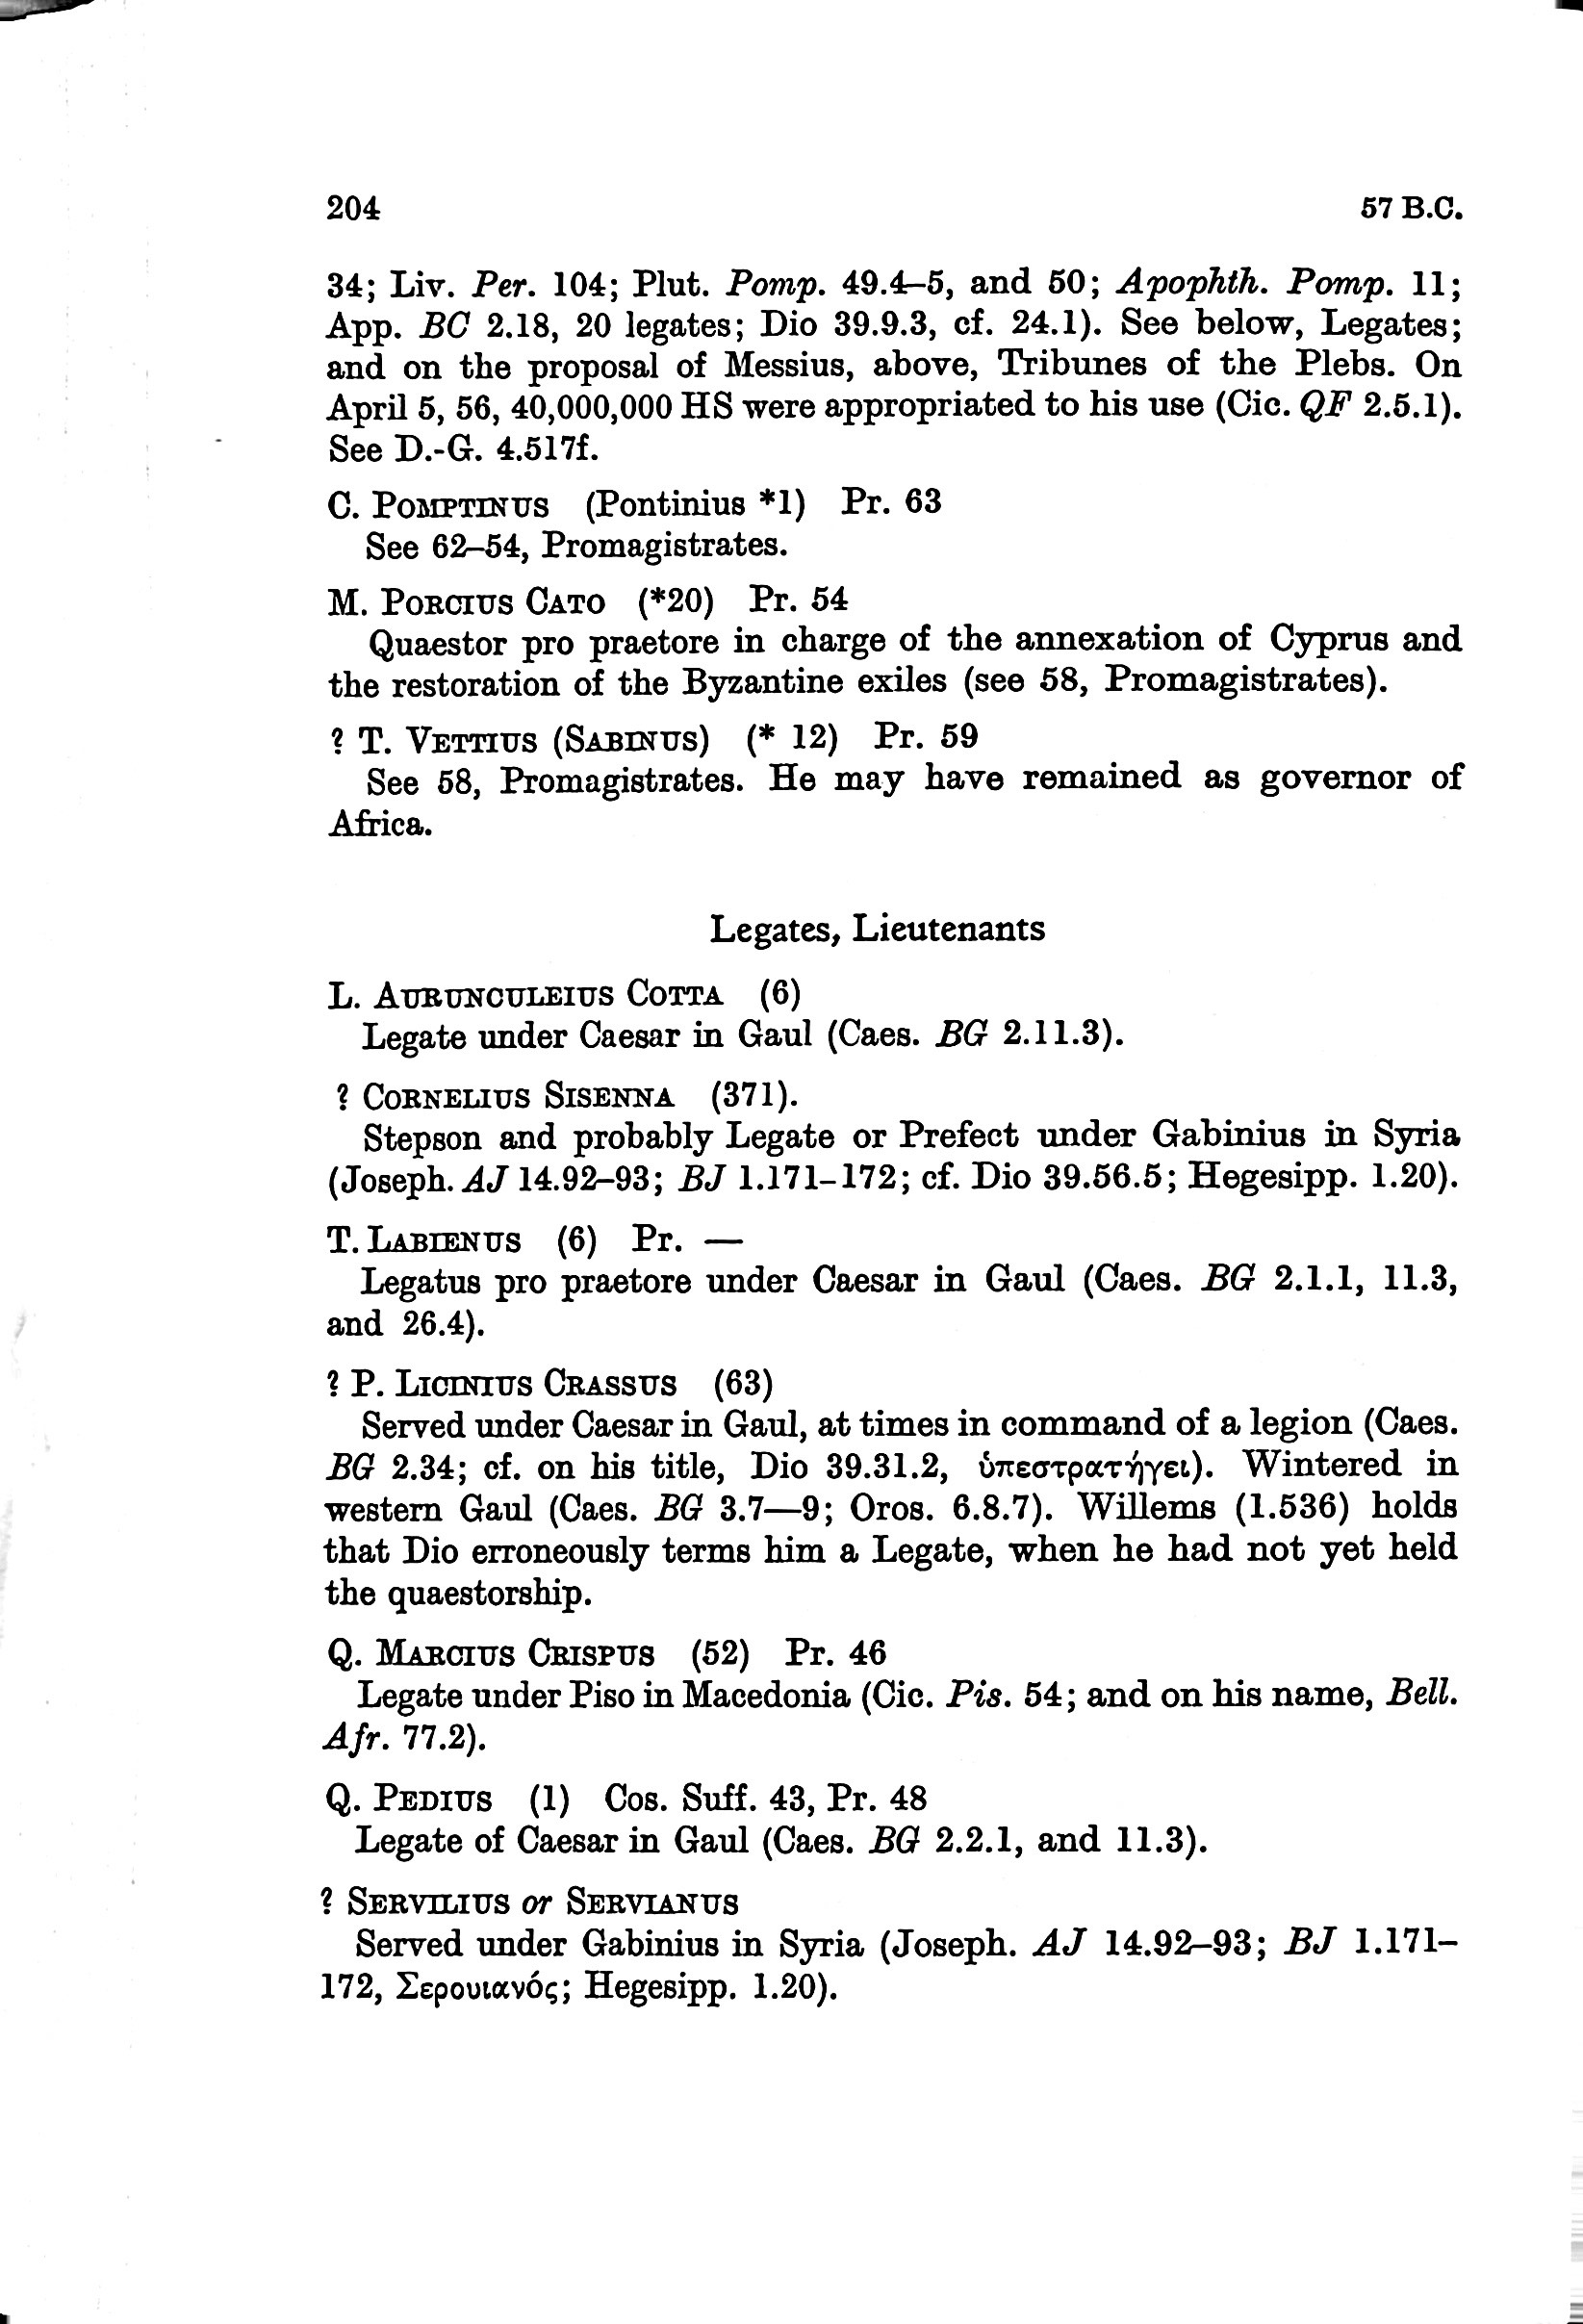 204 57 B.C.
34; Liv. Per. 104; Plut. Pomp. 49.4–5, and 50; Apophth. Pomp. 11;
App. BC 2.18, 20 legates; Dio 39.9.3, cf. 24.1). See below, Legates;
and on the proposal of Messius, above, Tribunes of the Plebs. On
April 5, 56, 40,000,000 HS were appropriated to his use (Cic. QF 2.5.1).
See D.-G. 4.517f.
C. POMPTINUS (Pontinius *1) Pr. 63
See 62–54, Promagistrates.
M. PORCIUS CATO (*20) Pr. 54
Quaestor pro praetore in charge of the annexation of Cyprus and
the restoration of the Byzantine exiles (see 58, Promagistrates).
? T. VETTIUS (SABINUS) (* 12) Pr. 59
See 58, Promagistrates. He may have remained as governor of
Africa.
Legates, Lieutenants
L. AURUNCULEIUS COTTA (6)
Legate under Caesar in Gaul (Caes. BG 2.11.3).
? CORNELIUS SISENNA (371).
Stepson and probably Legate or Prefect under Gabinius in Syria
(Joseph. AJ 14.92–93; BJ 1.171–172; cf. Dio 39.56.5; Hegesipp. 1.20).
T. LABIENUS (6) Pr. —
Legatus pro praetore under Caesar in Gaul (Caes. BG 2.1.1, 11.3,
and 26.4).
? P. LICINIUS CRASSUS (63)
Served under Caesar in Gaul, at times in command of a legion (Caes.
BG 2.34; cf. on his title, Dio 39.31.2, ὑπεστρατήγει). Wintered in
western Gaul (Caes. BG 3.7—9; Oros. 6.8.7). Willems (1.536) holds
that Dio erroneously terms him a Legate, when he had not yet held
the quaestorship.
Q. MARCIUS CRISPUS (52) Pr. 46
Legate under Piso in Macedonia (Cic. Pis. 54; and on his name, Bell.
Afr. 77.2).
Q. PEDIUS (1) Cos. Suff. 43, Pr. 48
Legate of Caesar in Gaul (Caes. BG 2.2.1, and 11.3).
? SERVILIUS or SERVIANUS
Served under Gabinius in Syria (Joseph. AJ 14.92–93; BJ 1.171–
172, Σερουιανός; Hegesipp. 1.20).